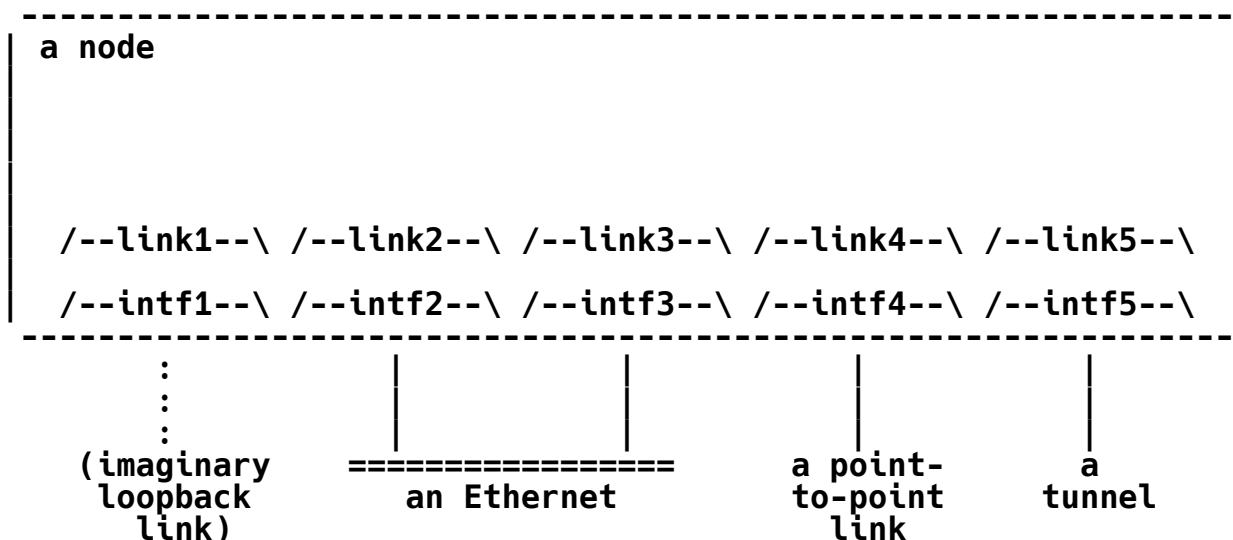 a node
/--link1--\ /--link2--\ /--link3--\ /--link4--\ /--link5--\
/--intf1--\ /--intf2--\ /--intf3--\ /--intf4--\ /--intf5--\
(imaginary ================= a point- a
loopback an Ethernet to-point tunnel
link) link